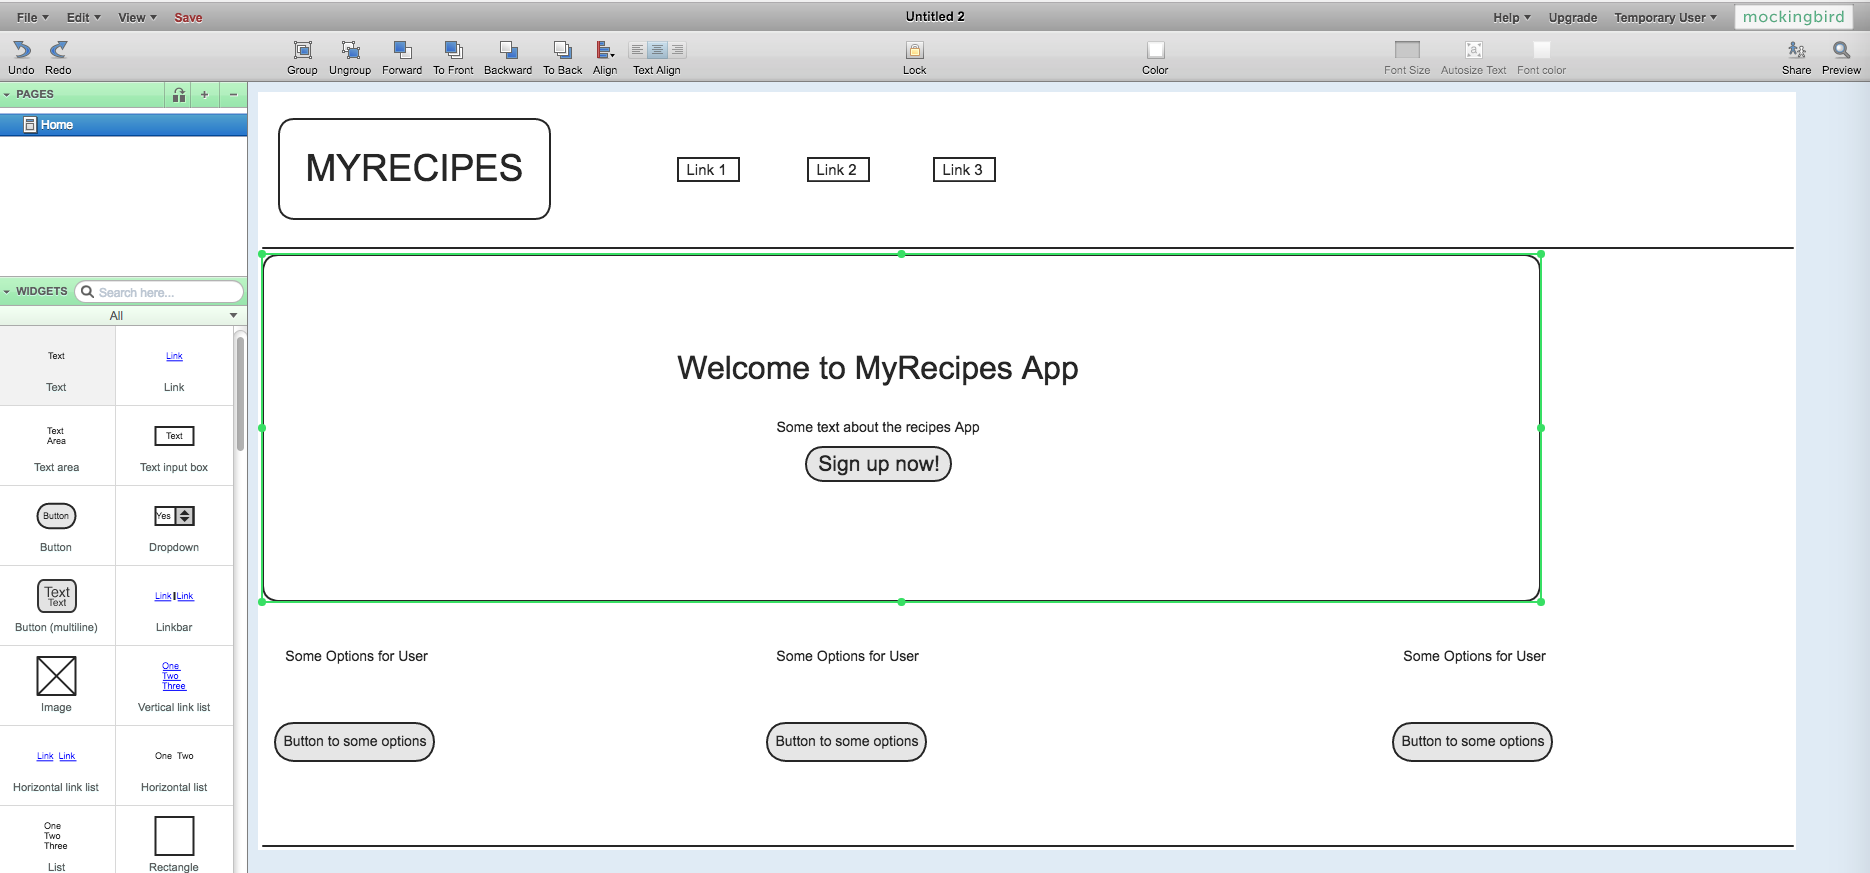 File Edit View Save Untitled 2 Help Upgrade Temporary User mockingbird
Undo Redo Group Ungroup Forward To Front Backward To Back Align Text Align Lock Color Font Size Autosize Text Font color Share Preview
PAGES + −
Home
WIDGETS Search here...
All
Text Link
Text Link
Text
Area
Text
Text area Text input box
Button Yes
Button Dropdown
Text
Text
Link Link
Button (multiline) Linkbar
One
Two
Three
Image Vertical link list
Link Link One Two
Horizontal link list Horizontal list
One
Two
Three
List Rectangle
MYRECIPES
Link 1 Link 2 Link 3
Welcome to MyRecipes App
Some text about the recipes App
Sign up now!
Some Options for User Some Options for User Some Options for User
Button to some options Button to some options Button to some options